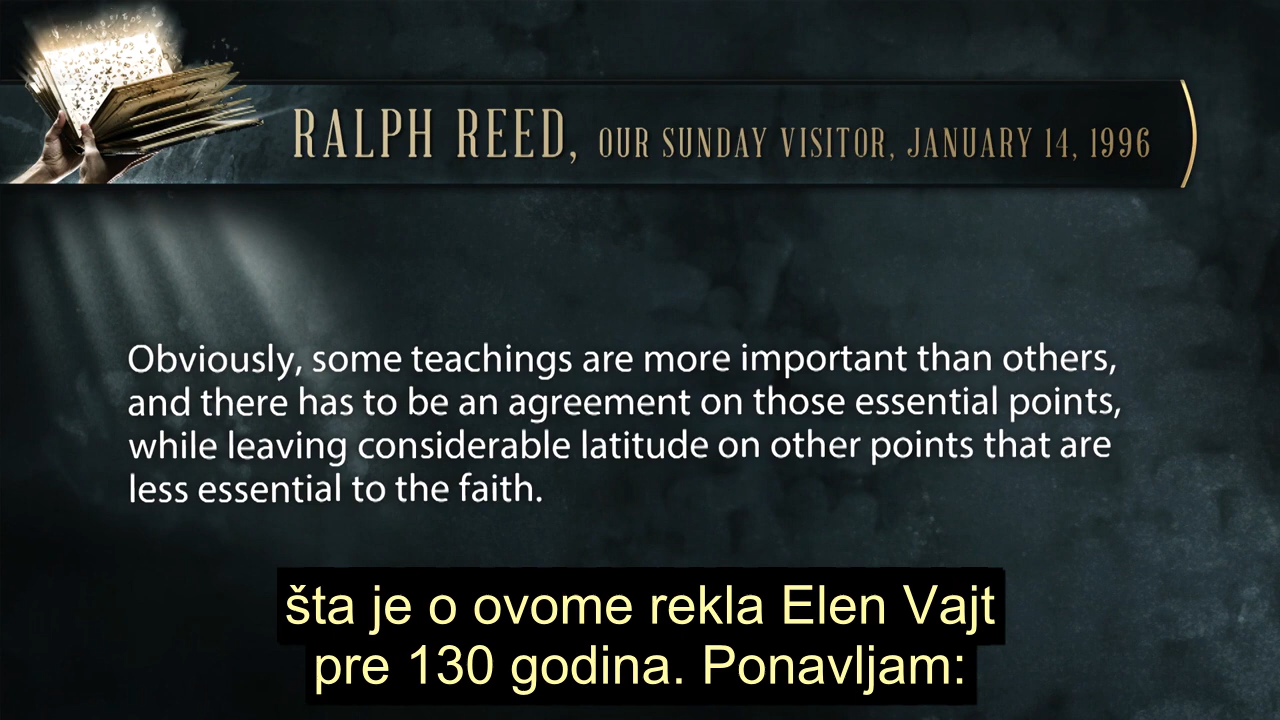 RALPH REED, OUR SUNDAY VISITOR, JANUARY 14, 1996
Obviously, some teachings are more important than others,
and there has to be an agreement on those essential points,
while leaving considerable latitude on other points that are
less essential to the faith.
šta je o ovome rekla Elen Vajt
pre 130 godina. Ponavljam: